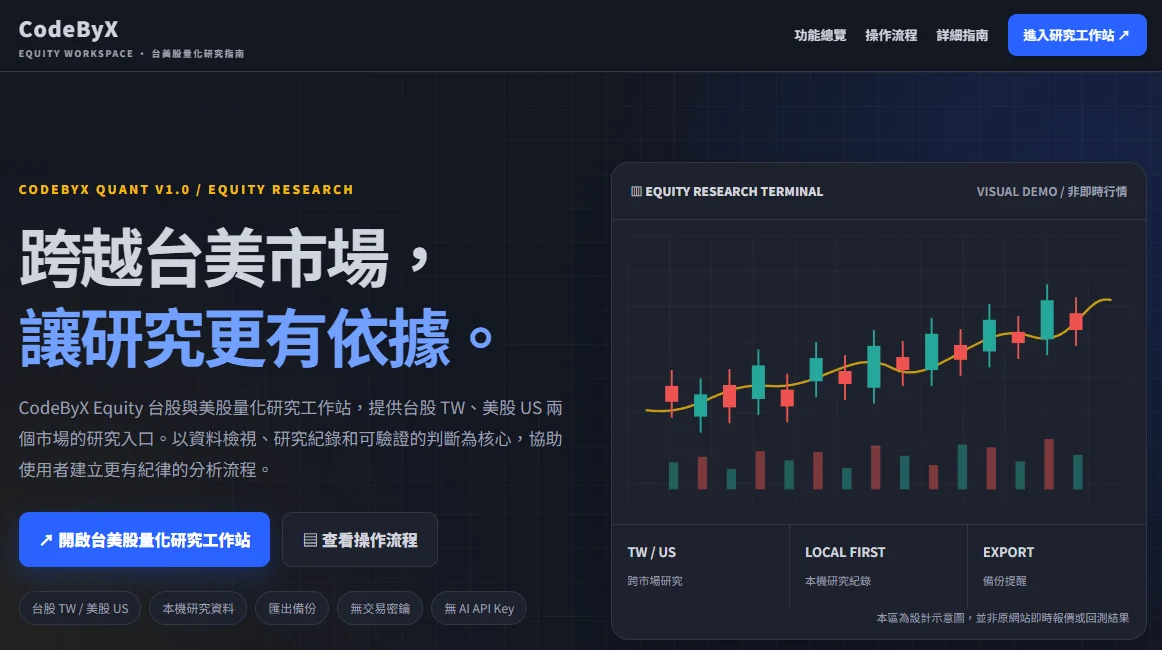 CodeByX
EQUITY WORKSPACE · 台美股量化研究指南
功能總覽
操作流程
詳細指南
進入研究工作站 ↗
CODEBYX QUANT V1.0 / EQUITY RESEARCH
跨越台美市場，
讓研究更有依據。
CodeByX Equity 台股與美股量化研究工作站，提供台股 TW、美股 US 兩
個市場的研究入口。以資料檢視、研究紀錄和可驗證的判斷為核心，協助
使用者建立更有紀律的分析流程。
↗ 開啟台美股量化研究工作站
▤ 查看操作流程
台股 TW / 美股 US
本機研究資料
匯出備份
無交易密鑰
無 AI API Key
▥ EQUITY RESEARCH TERMINAL
VISUAL DEMO / 非即時行情
TW / US
跨市場研究
LOCAL FIRST
本機研究紀錄
EXPORT
備份提醒
本區為設計示意圖，並非原網站即時報價或回測結果